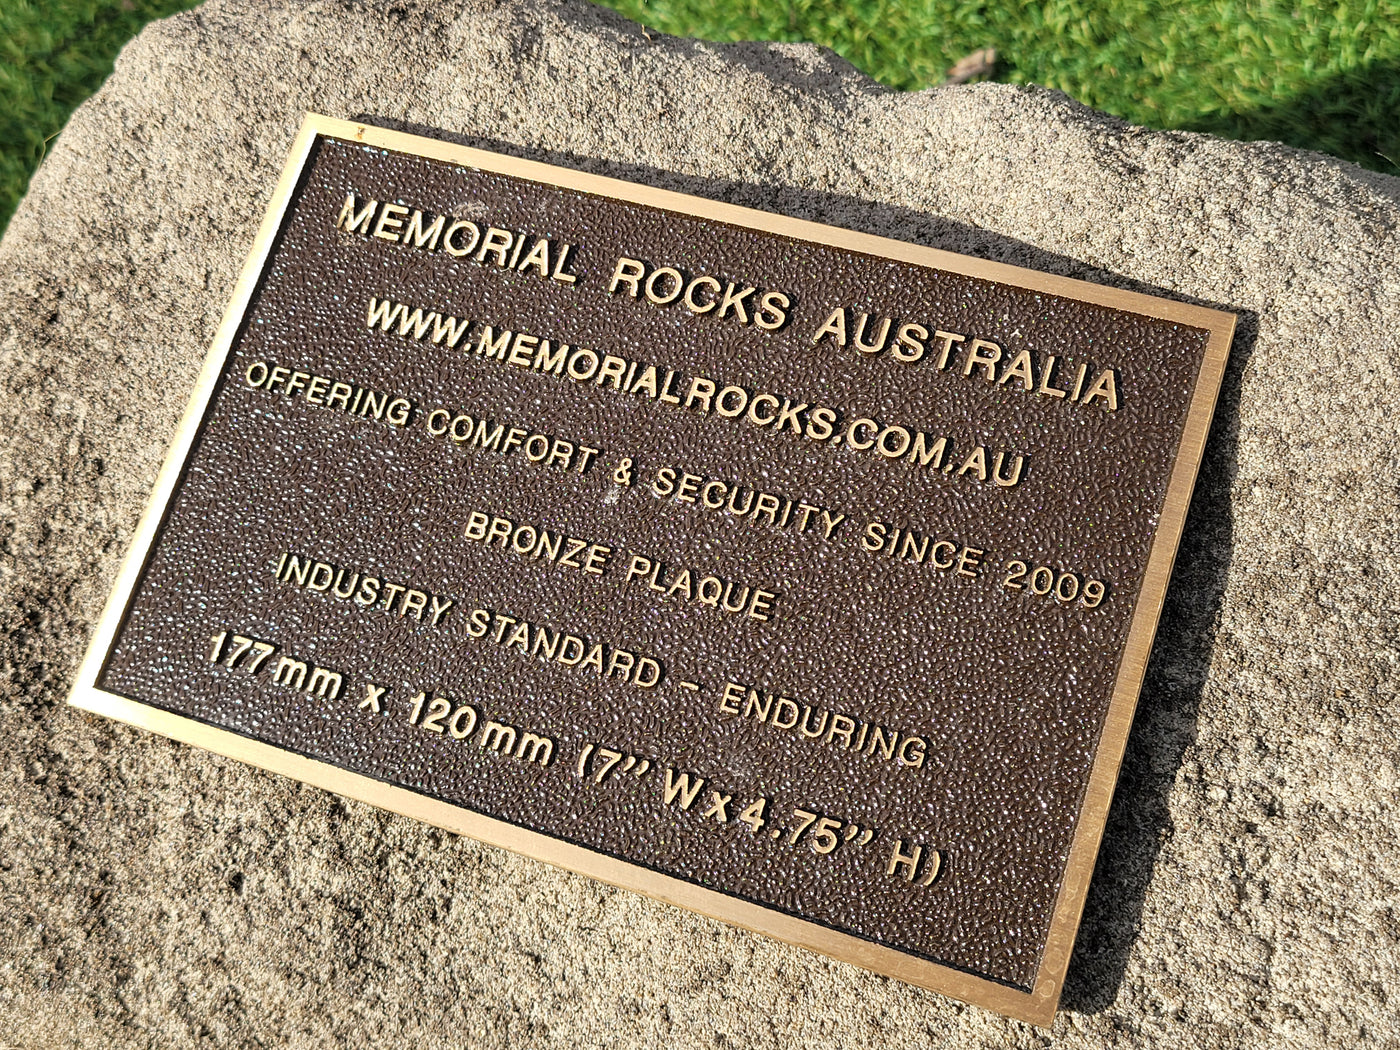 MEMORIAL ROCKS AUSTRALIA
WWW.MEMORIALROCKS.COM.AU
OFFERING COMFORT & SECURITY SINCE 2009
BRONZE PLAQUE
INDUSTRY STANDARD - ENDURING
177mm x 120mm (7” W x 4.75” H)